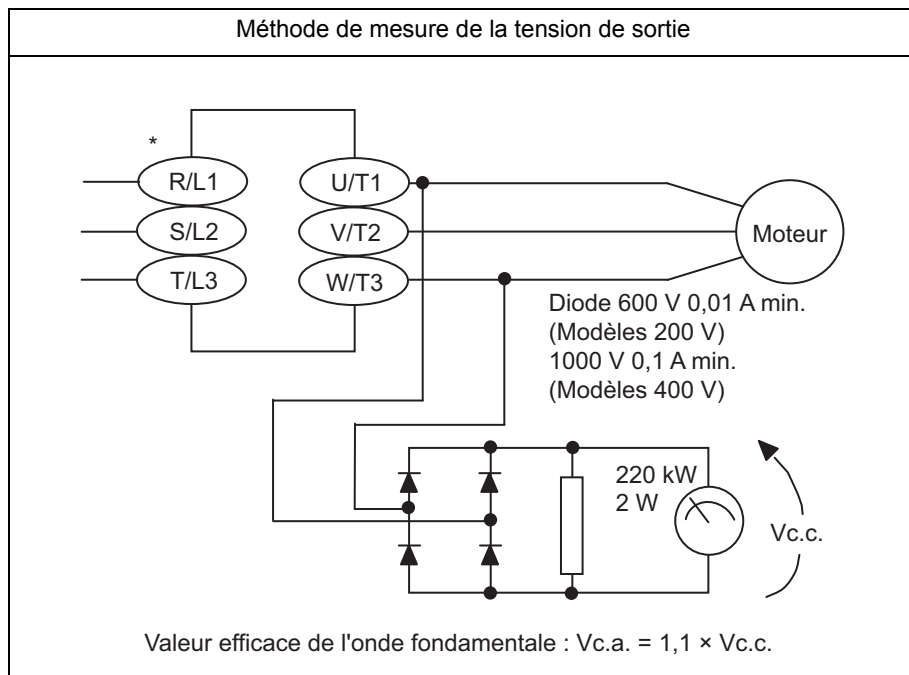 Méthode de mesure de la tension de sortie
*
R/L1
U/T1
S/L2
V/T2
Moteur
T/L3
W/T3
Diode 600 V 0,01 A min.
(Modèles 200 V)
1000 V 0,1 A min.
(Modèles 400 V)
220 kW
2 W
Vc.c.
Valeur efficace de l'onde fondamentale : Vc.a. = 1,1 × Vc.c.